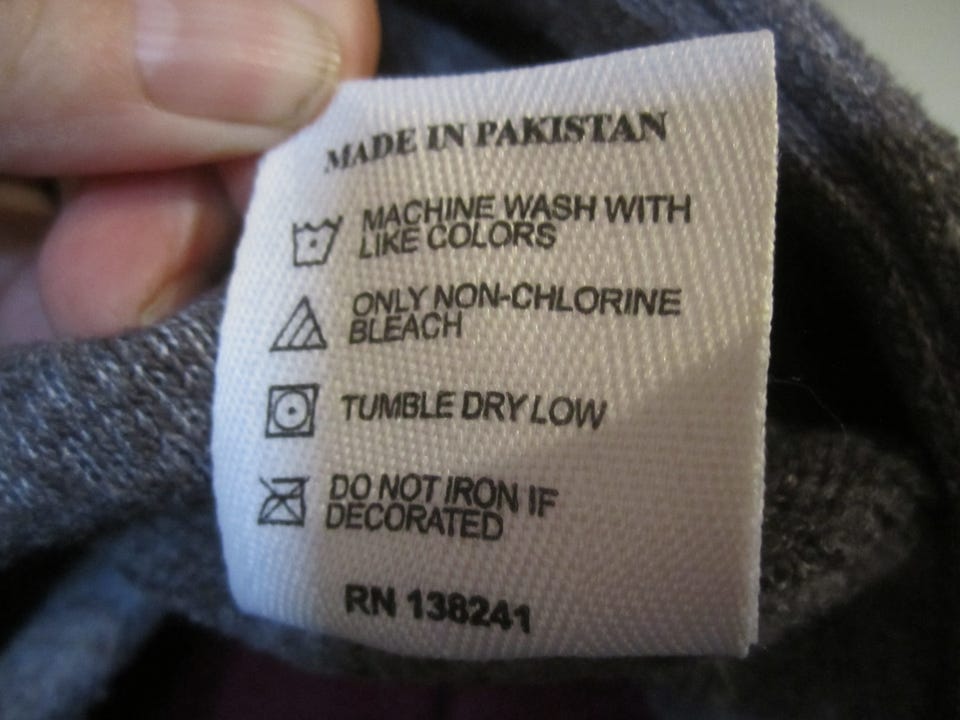 MADE IN PAKISTAN
MACHINE WASH WITH
LIKE COLORS
ONLY NON-CHLORINE
BLEACH
TUMBLE DRY LOW
DO NOT IRON IF
DECORATED
RN 138241